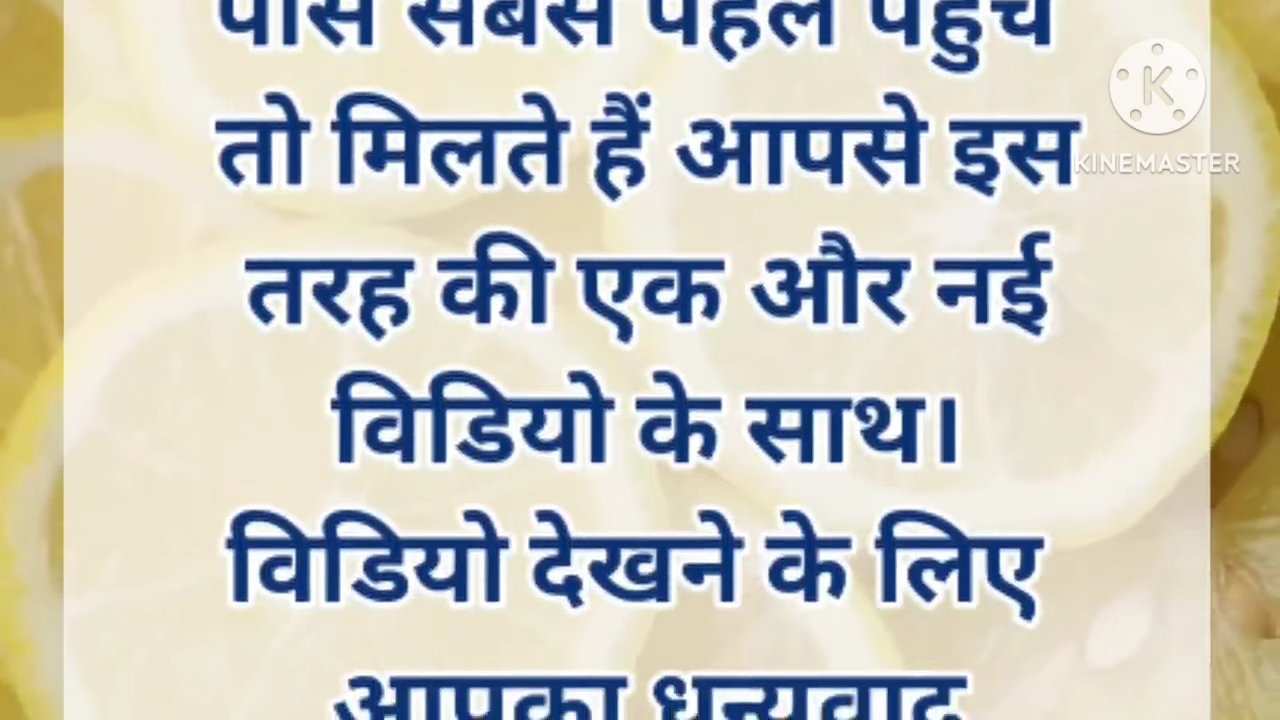 पास सबसे पहले पहुंचे
तो मिलते हैं आपसे इस
KINEMASTER
तरह की एक और नई
विडियो के साथ।
विडियो देखने के लिए
आपका धन्यवाद